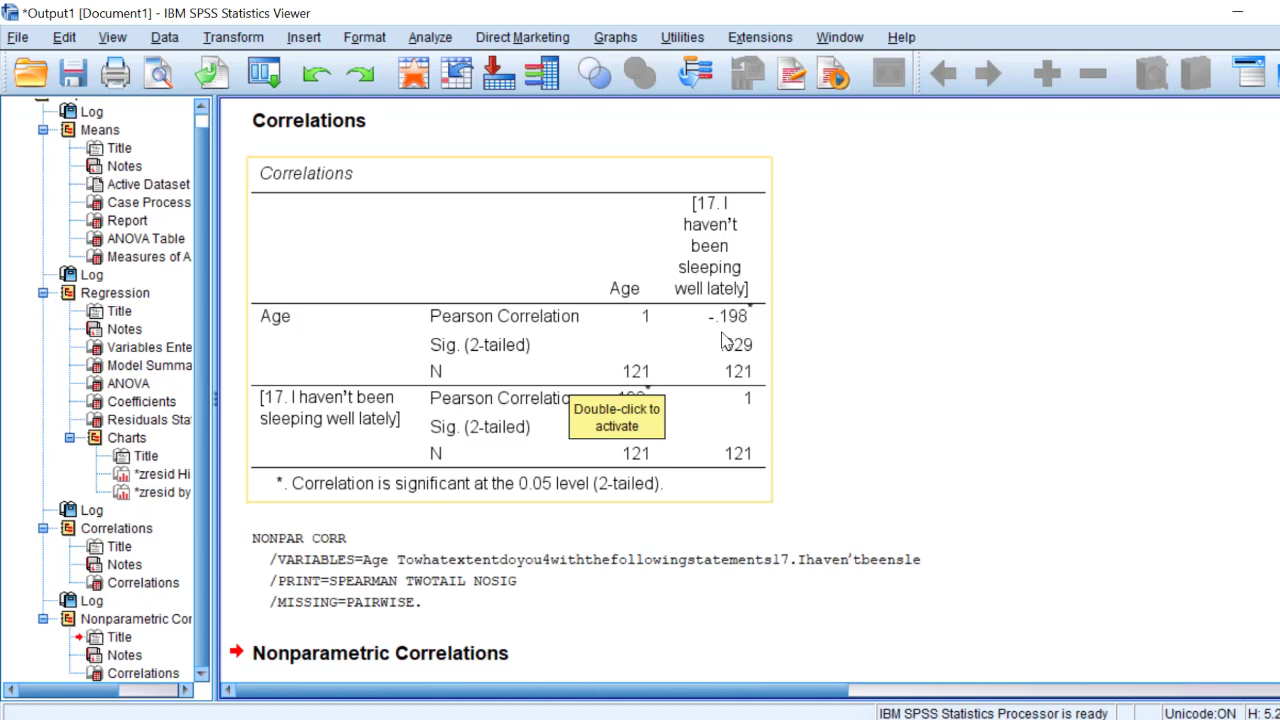 *Output1 [Document1] - IBM SPSS Statistics Viewer
File Edit View Data Transform Insert Format Analyze Direct Marketing Graphs Utilities Extensions Window Help
Log
Means
Title
Notes
Active Dataset
Case Process
Report
ANOVA Table
Measures of A
Log
Regression
Title
Notes
Variables Ente
Model Summa
ANOVA
Coefficients
Residuals Sta
Charts
Title
*zresid Hi
*zresid by
Log
Correlations
Title
Notes
Correlations
Log
Nonparametric Cor
Title
Notes
Correlations
Correlations
Correlations
[17. I
haven't
been
sleeping
Age well lately]
Age Pearson Correlation 1 -.198*
Sig. (2-tailed)
N 121 121
[17. I haven't been Pearson Correlatio 1
sleeping well lately] Sig. (2-tailed)
Double-click to
activate
N 121 121
*. Correlation is significant at the 0.05 level (2-tailed).
NONPAR CORR
/VARIABLES=Age Towhatextentdoyou4withthefollowingstatements17.Ihaven'tbeensle
/PRINT=SPEARMAN TWOTAIL NOSIG
/MISSING=PAIRWISE.
Nonparametric Correlations
IBM SPSS Statistics Processor is ready Unicode:ON H: 5,2